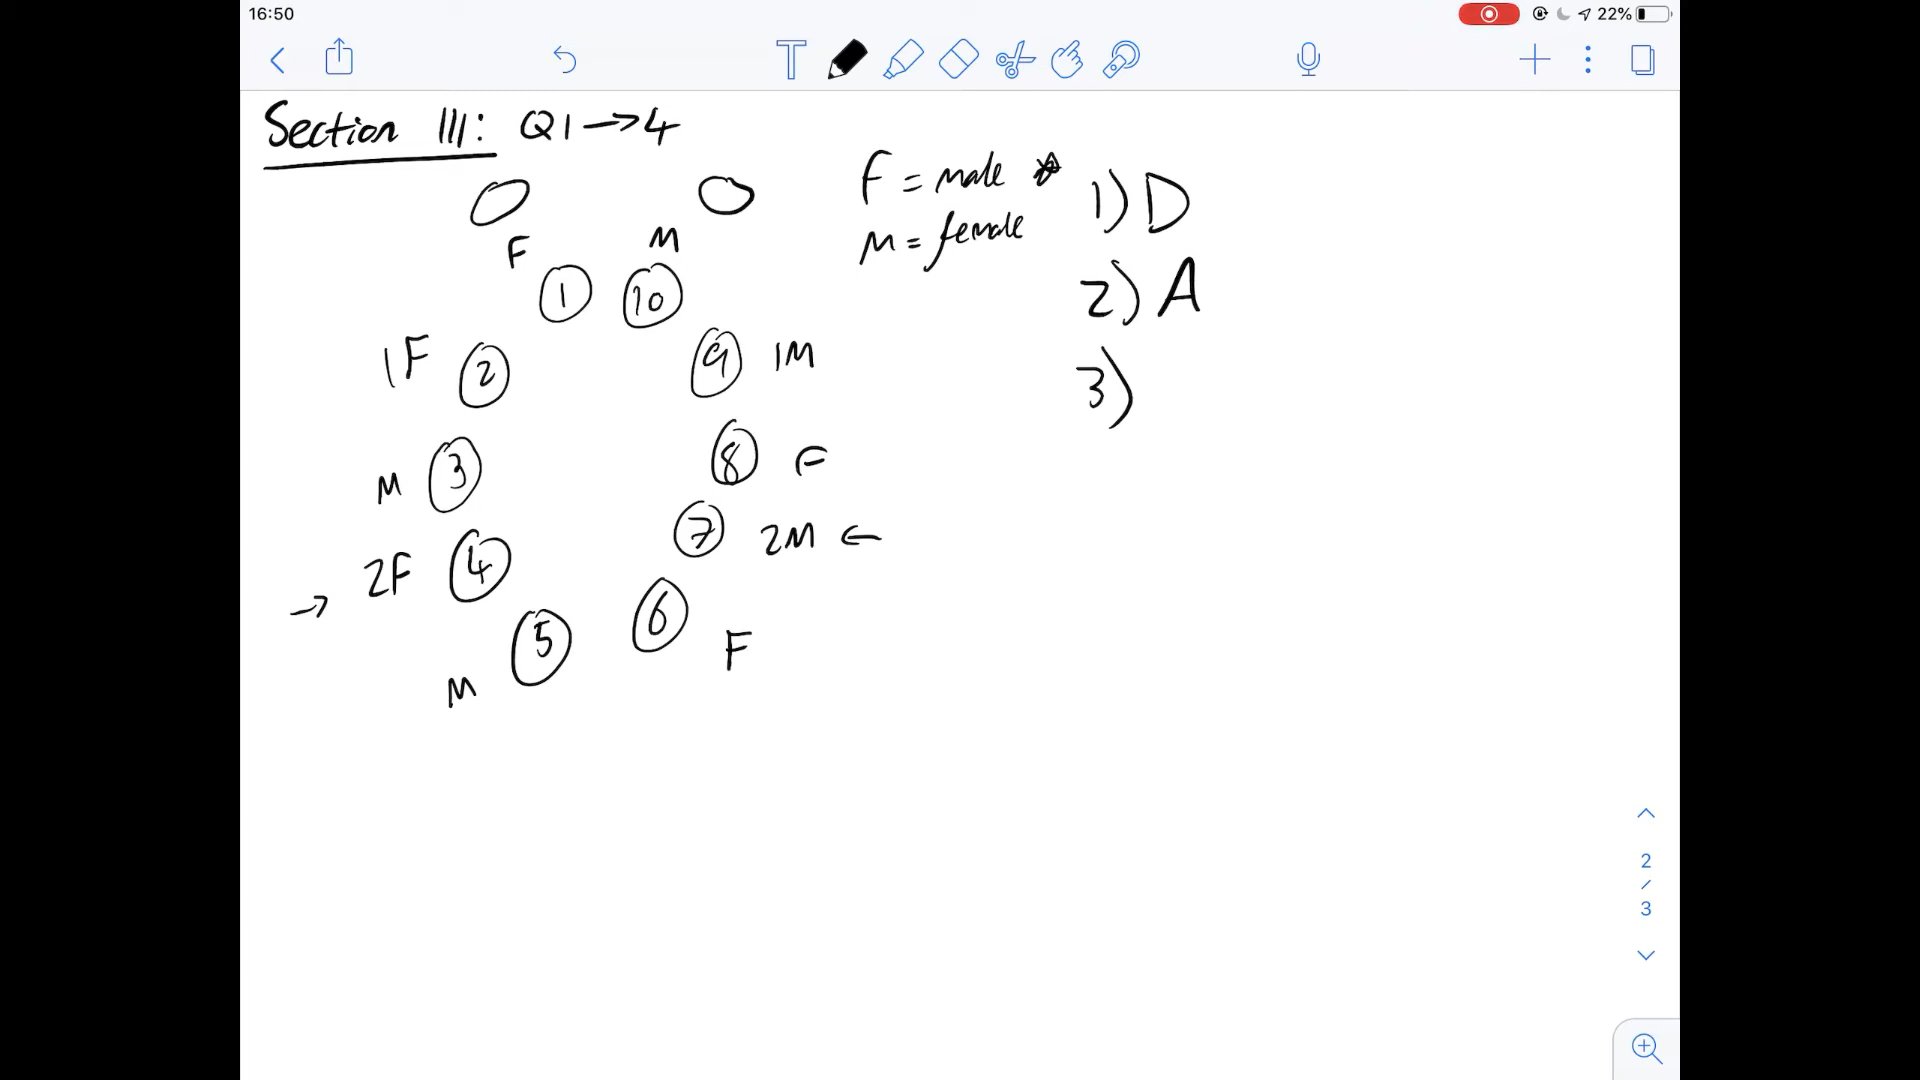 16:50
22%
T
Section III: Q1→4
F = male
M = female
1) D
2) A
3)
F
M
1
10
1F
2
9
1M
M
3
8
F
7
2M ←
→ 2F
4
5
6
F
M
2
/
3